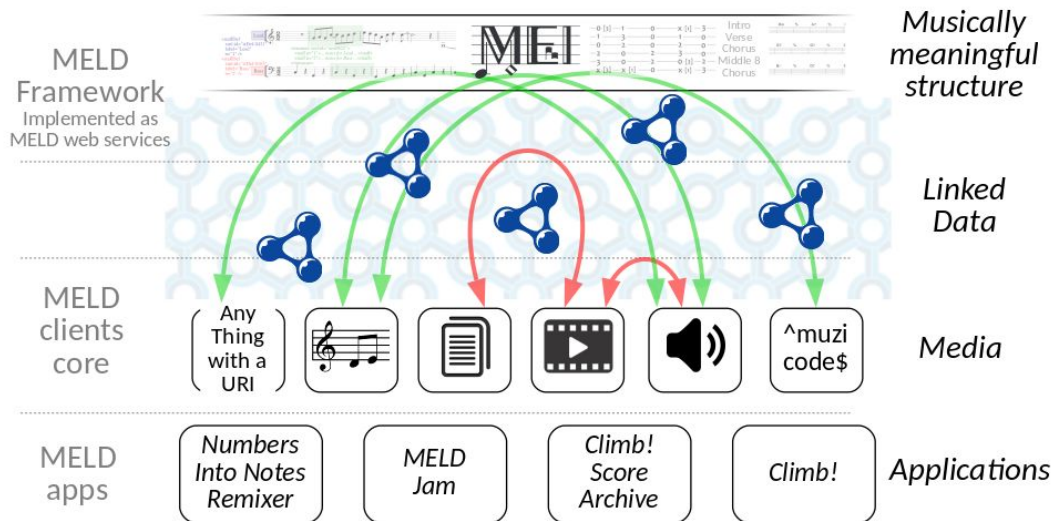 MELD
Framework
Implemented as
MELD web services
MEI
Intro
Verse
Chorus
Middle 8
Chorus
Musically
meaningful
structure
Linked
Data
MELD
clients
core
Any
Thing
with a
URI
^muzi
code$
Media
MELD
apps
Numbers
Into Notes
Remixer
MELD
Jam
Climb!
Score
Archive
Climb!
Applications